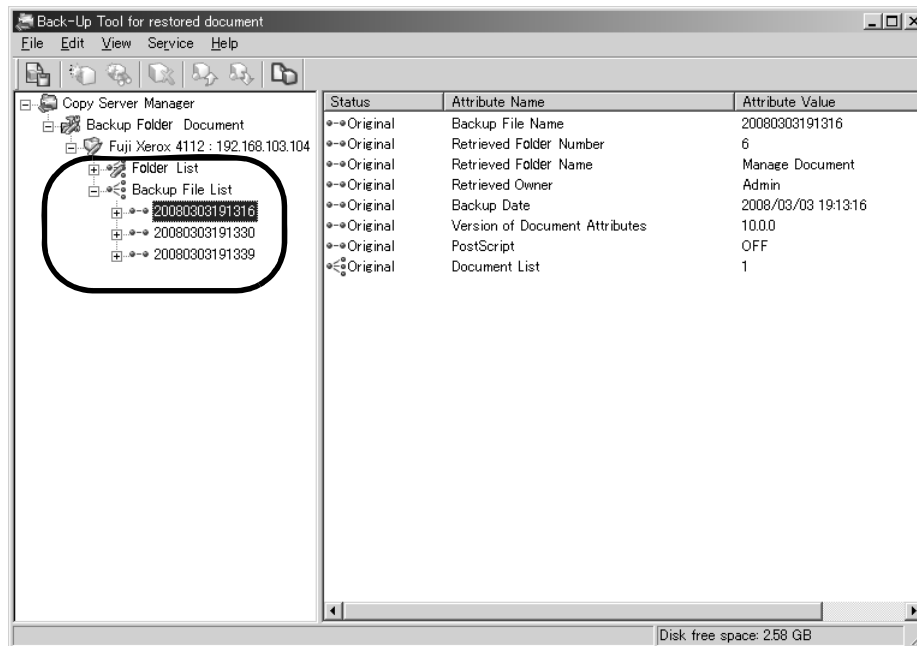 Back-Up Tool for restored document
File Edit View Service Help
Copy Server Manager
Backup Folder Document
Fuji Xerox 4112 : 192.168.103.104
Folder List
Backup File List
20080303191316
20080303191330
20080303191339
Status Attribute Name Attribute Value
Original Backup File Name 20080303191316
Original Retrieved Folder Number 6
Original Retrieved Folder Name Manage Document
Original Retrieved Owner Admin
Original Backup Date 2008/03/03 19:13:16
Original Version of Document Attributes 10.0.0
Original PostScript OFF
Original Document List 1
Disk free space: 2.58 GB